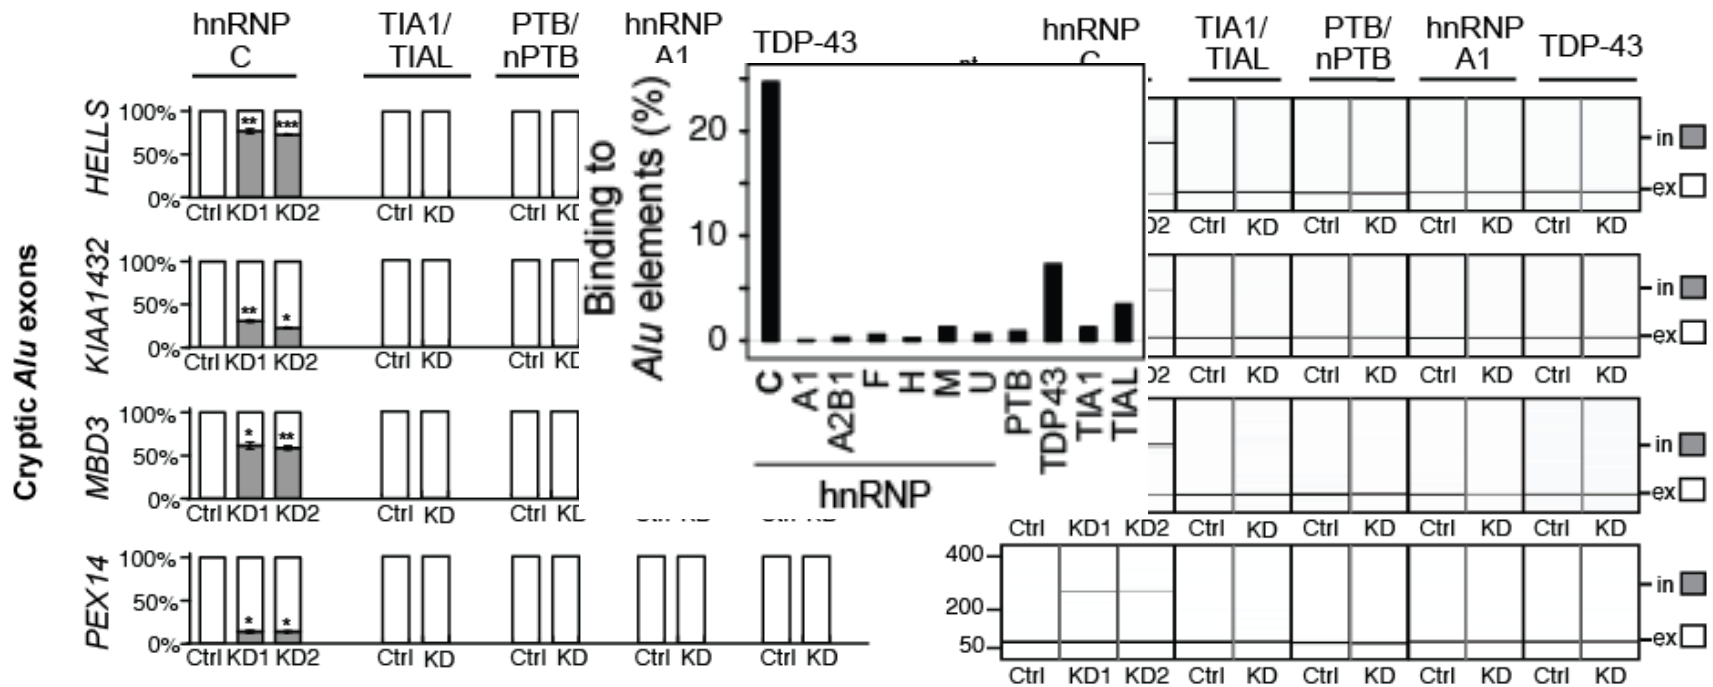 hnRNP
C
TIA1/
TIAL
PTB/
nPTB
hnRNP
A1
TDP-43
hnRNP
C
TIA1/
TIAL
PTB/
nPTB
hnRNP
A1
TDP-43
Cryptic Alu exons
HELLS
100%
50%
0%
** ***
Ctrl KD1 KD2
Ctrl KD
Ctrl
KIAA1432
100%
50%
0%
** *
Ctrl KD1 KD2
Ctrl KD
Ctrl
MBD3
100%
50%
0%
* **
Ctrl KD1 KD2
Ctrl KD
Ctrl
PEX14
100%
50%
0%
* *
Ctrl KD1 KD2
Ctrl KD
Ctrl KD
Ctrl KD
Ctrl KD
Binding to
Alu elements (%)
20
10
0
C
A1
A2B1
F
H
M
U
PTB
TDP43
TIA1
TIAL
hnRNP
in
ex
Ctrl KD Ctrl KD Ctrl KD Ctrl KD
in
ex
Ctrl KD Ctrl KD Ctrl KD Ctrl KD
in
ex
Ctrl KD1 KD2 Ctrl KD Ctrl KD Ctrl KD Ctrl KD
400
200
50
in
ex
Ctrl KD1 KD2 Ctrl KD Ctrl KD Ctrl KD Ctrl KD